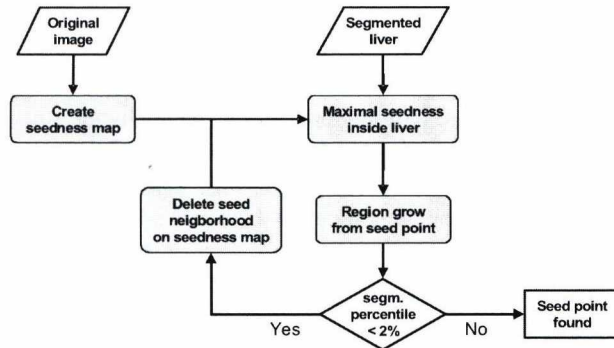 Original
image
Segmented
liver
Create
seedness map
Maximal seedness
inside liver
Delete seed
neigborhood
on seedness map
Region grow
from seed point
segm.
percentile
< 2%
Yes
No
Seed point
found